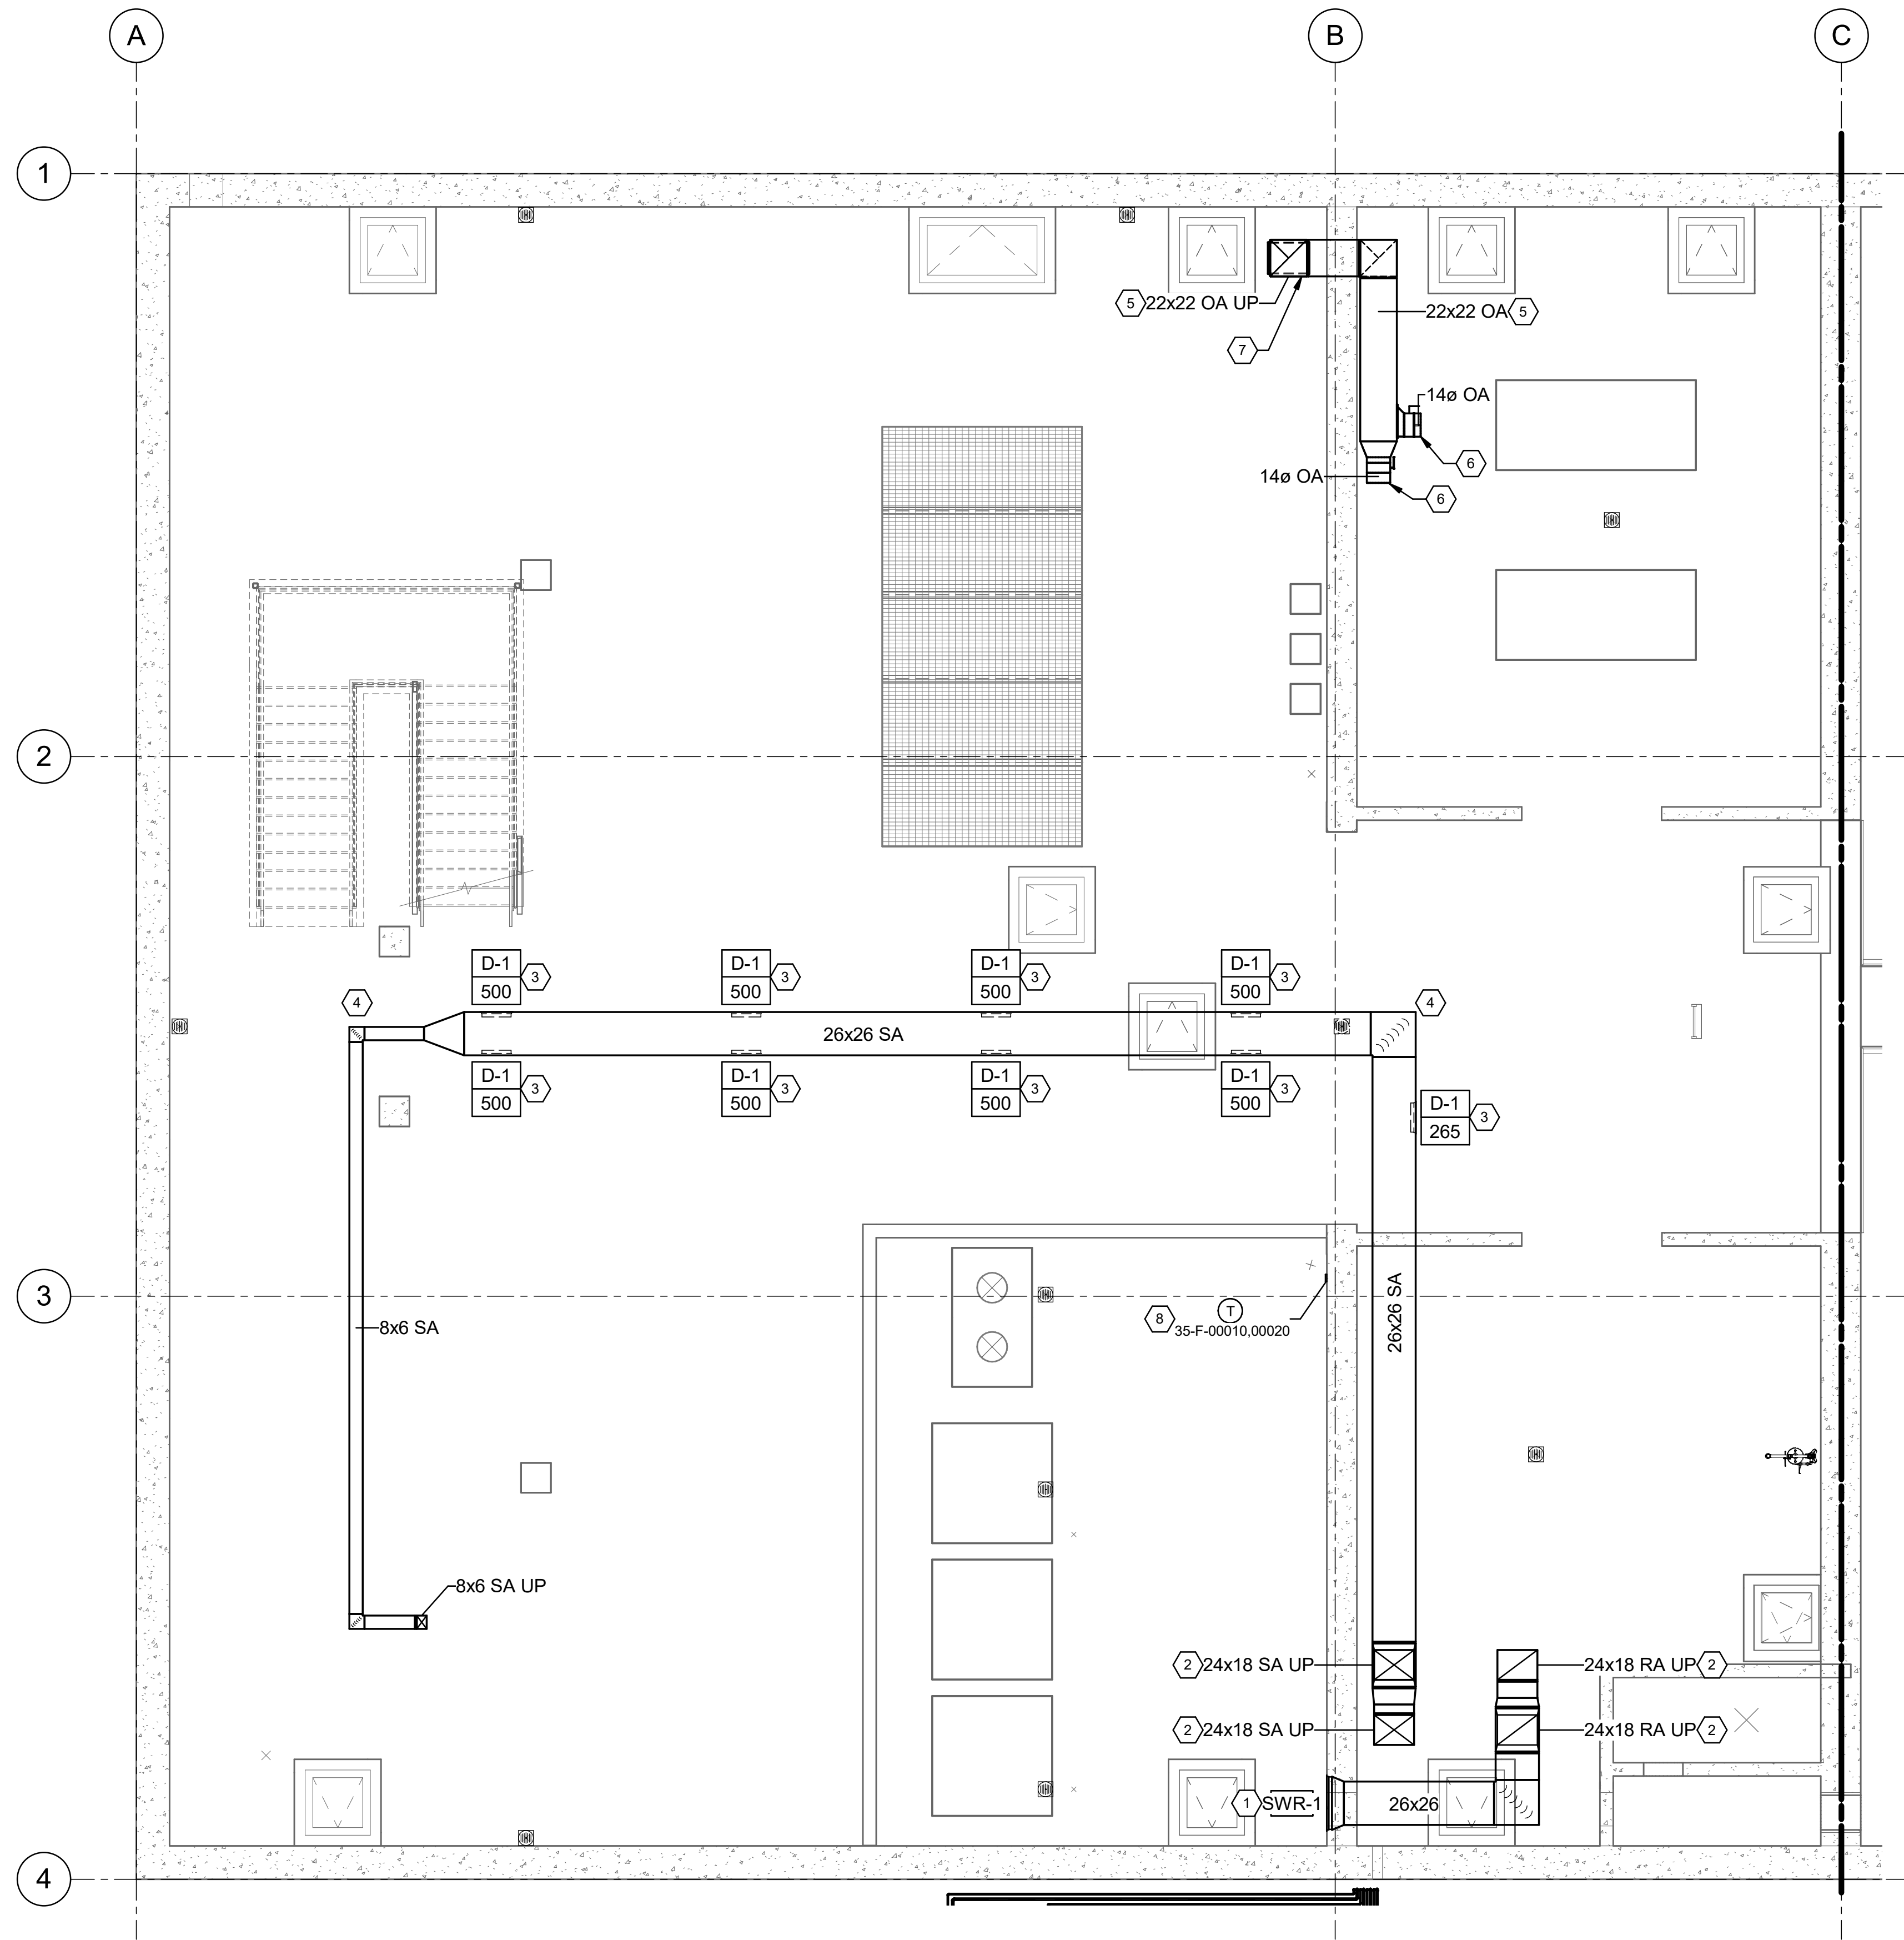 A
B
C
1
5 22x22 OA UP
22x22 OA 5
7
14ø OA
6
14ø OA
6
2
D-1
500
3
D-1
500
3
D-1
500
3
D-1
500
3
4
4
26x26 SA
D-1
500
3
D-1
500
3
D-1
500
3
D-1
500
3
D-1
265
3
3
26x26 SA
8 T
35-F-00010,00020
8x6 SA
8x6 SA UP
2 24x18 SA UP
24x18 RA UP 2
2 24x18 SA UP
24x18 RA UP 2
1 SWR-1
26x26
4